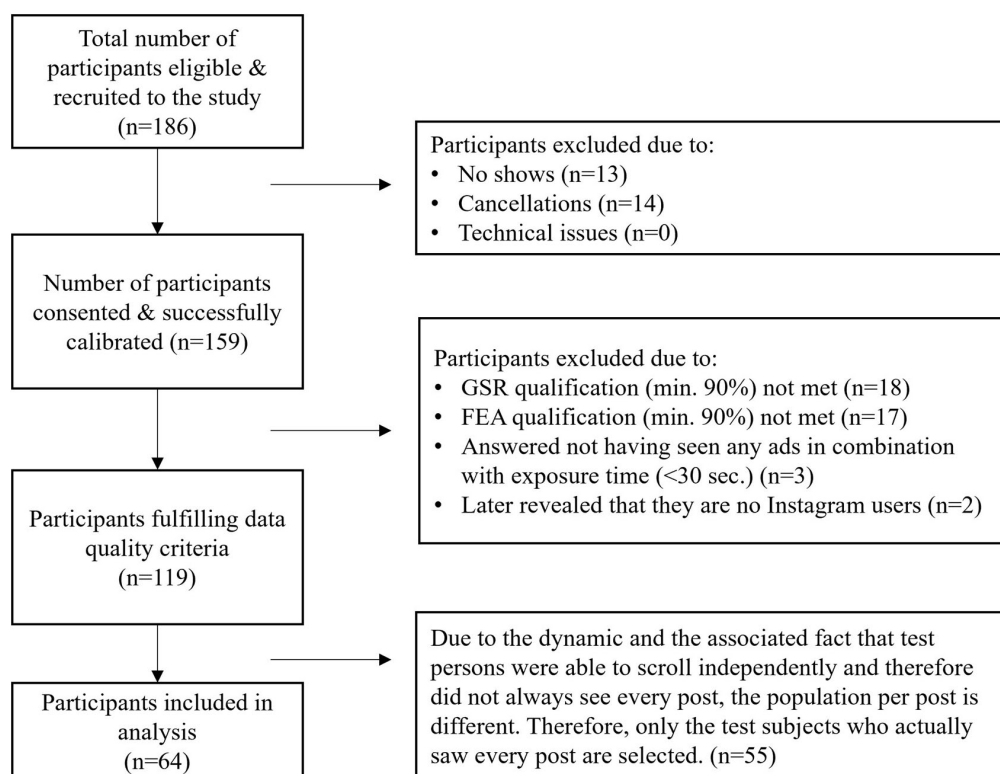 Total number of
participants eligible &
recruited to the study
(n=186)
Participants excluded due to:
• No shows (n=13)
• Cancellations (n=14)
• Technical issues (n=0)
Number of participants
consented & successfully
calibrated (n=159)
Participants excluded due to:
• GSR qualification (min. 90%) not met (n=18)
• FEA qualification (min. 90%) not met (n=17)
• Answered not having seen any ads in combination
with exposure time (<30 sec.) (n=3)
• Later revealed that they are no Instagram users (n=2)
Participants fulfilling data
quality criteria
(n=119)
Due to the dynamic and the associated fact that test
persons were able to scroll independently and therefore
did not always see every post, the population per post is
different. Therefore, only the test subjects who actually
saw every post are selected. (n=55)
Participants included in
analysis
(n=64)